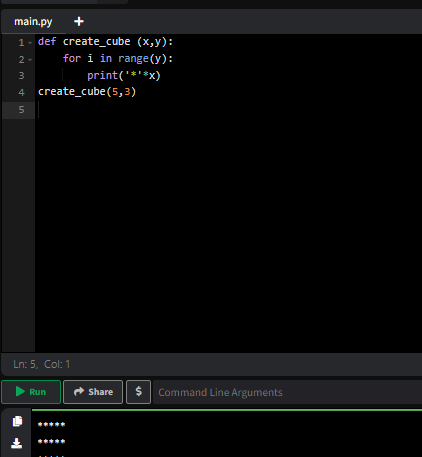 main.py +
1 def create_cube (x,y):
2     for i in range(y):
3         print('*'*x)
4 create_cube(5,3)
5
Ln: 5, Col: 1
Run Share $ Command Line Arguments
*****
*****
*****